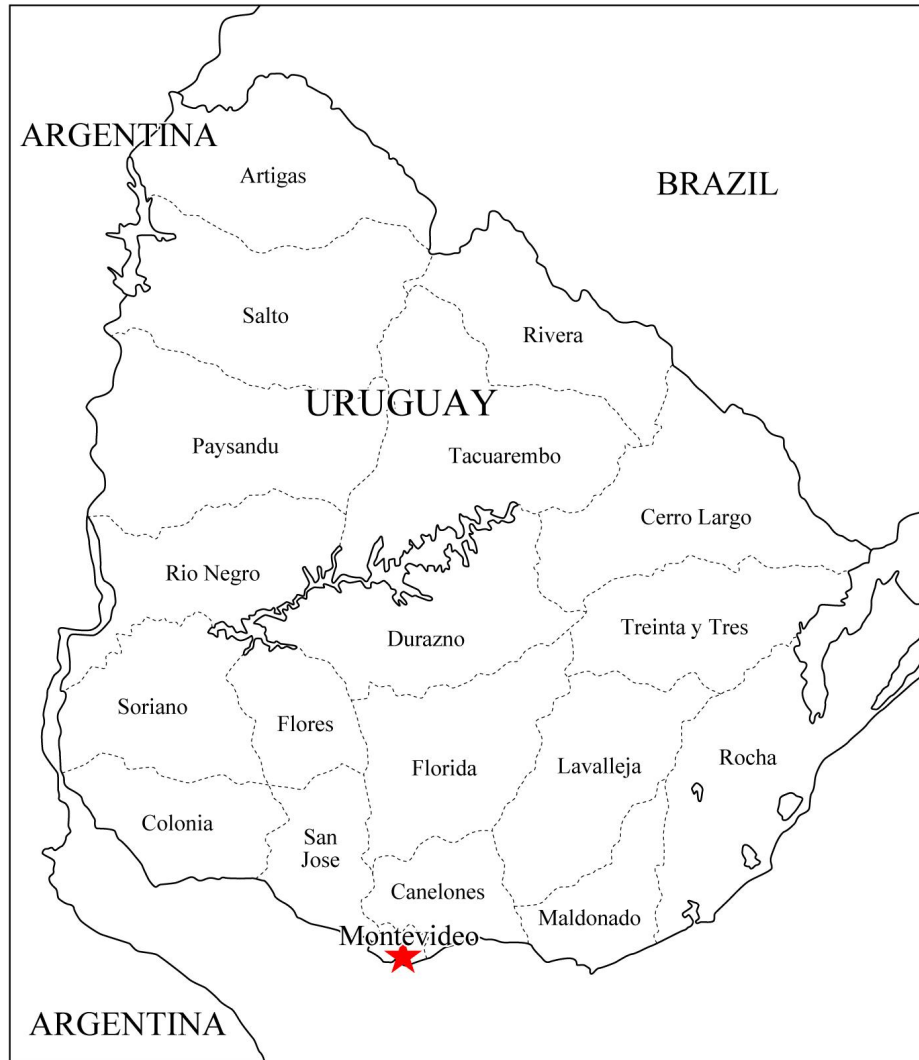 ARGENTINA
Artigas
BRAZIL
Salto
Rivera
URUGUAY
Paysandu
Tacuarembo
Cerro Largo
Rio Negro
Treinta y Tres
Durazno
Soriano
Flores
Rocha
Florida
Lavalleja
Colonia
San
Jose
Canelones
Maldonado
Montevideo
ARGENTINA